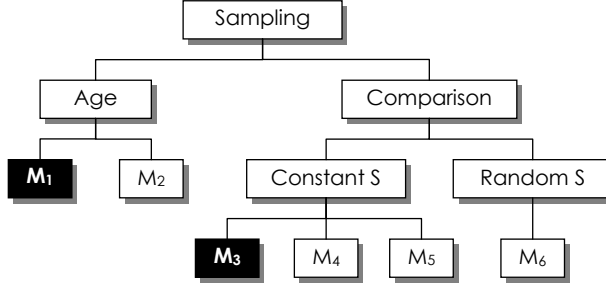 Sampling
Age
Comparison
M₁
M₂
Constant S
Random S
M₃
M₄
M₅
M₆